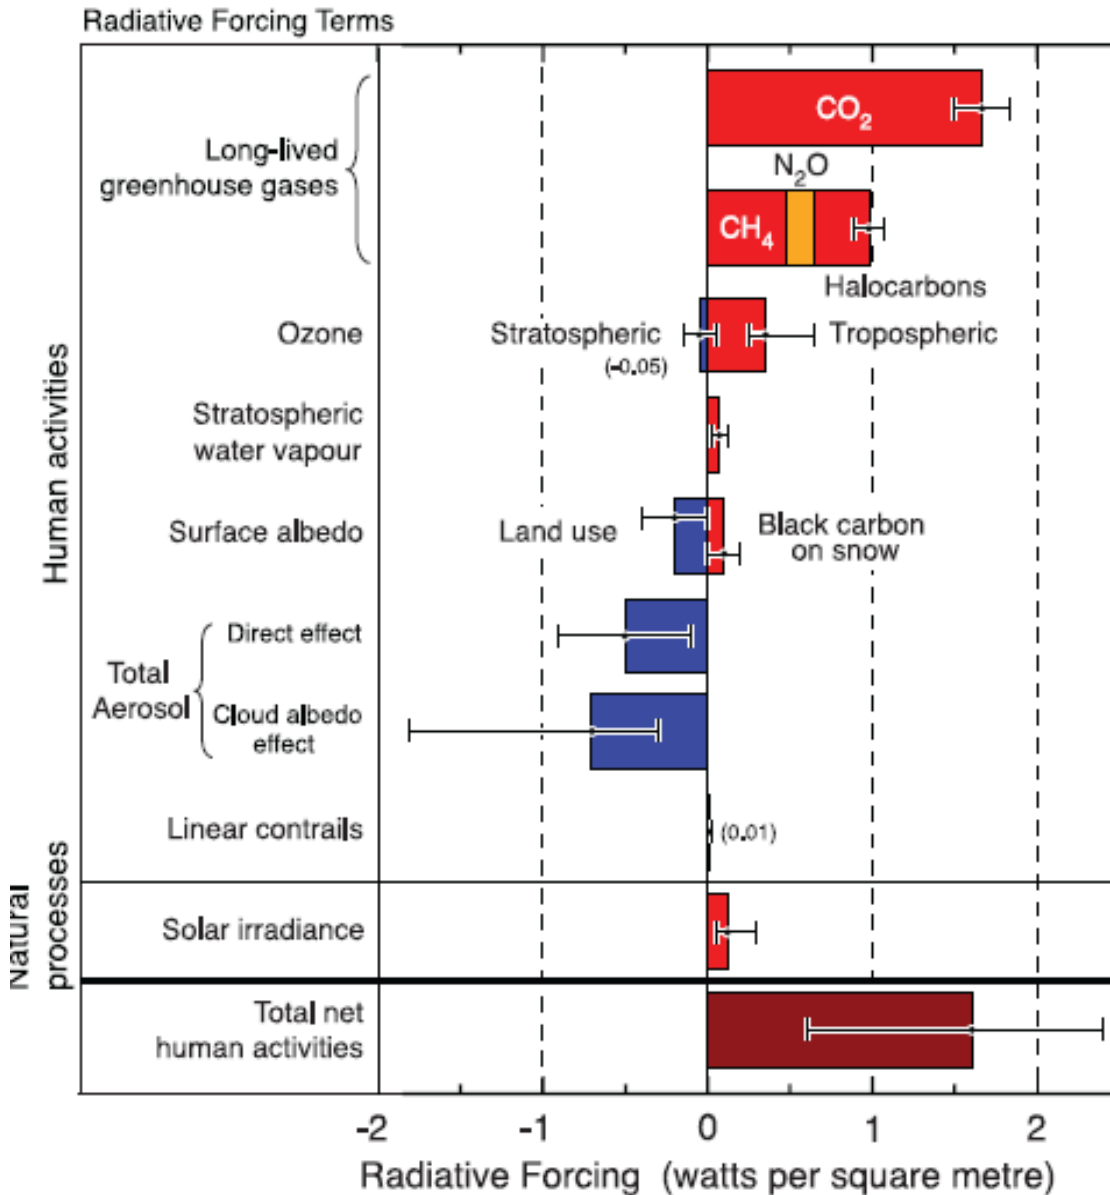 Radiative Forcing Terms
CO₂
Long-lived
greenhouse gases
N₂O
CH₄
Halocarbons
Ozone
Stratospheric
(-0.05)
Tropospheric
Stratospheric
water vapour
Human activities
Surface albedo
Land use
Black carbon
on snow
Total
Aerosol
Direct effect
Cloud albedo
effect
Linear contrails
(0.01)
Natural
processes
Solar irradiance
Total net
human activities
-2 -1 0 1 2
Radiative Forcing (watts per square metre)